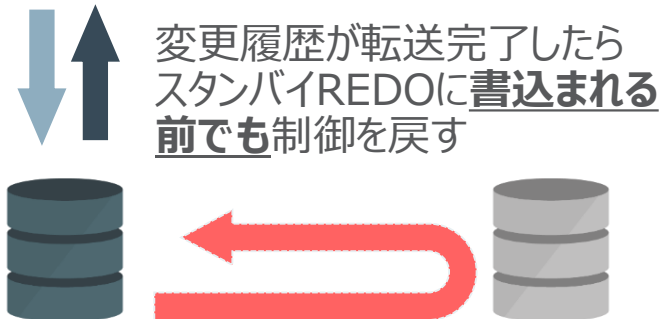 変更履歴が転送完了したら
スタンバイREDOに書込まれる
前でも制御を戻す